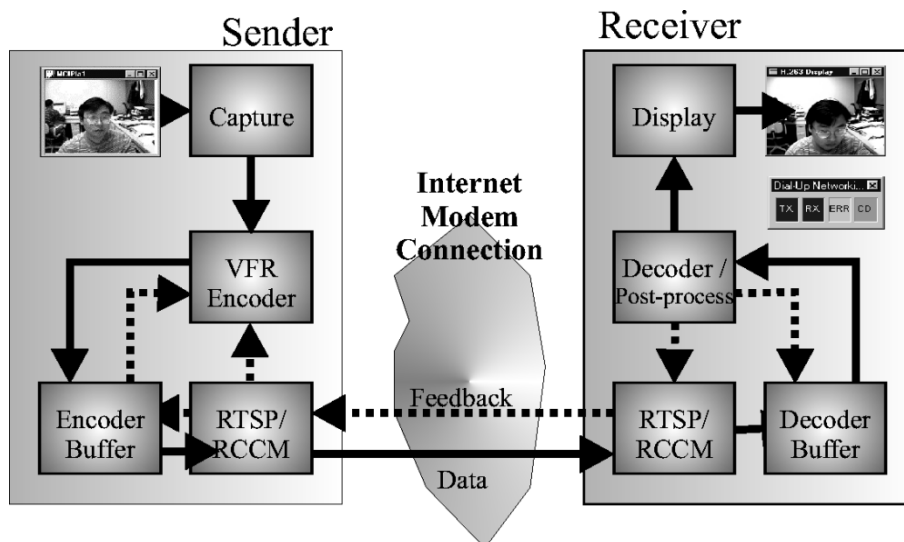 Sender
Receiver
MCIPlo1
Capture
Display
H.263 Display
Internet
Modem
Connection
Dial-Up Networki...
TX RX ERR CD
VFR
Encoder
Decoder /
Post-process
Encoder
Buffer
RTSP/
RCCM
Feedback
Data
RTSP/
RCCM
Decoder
Buffer